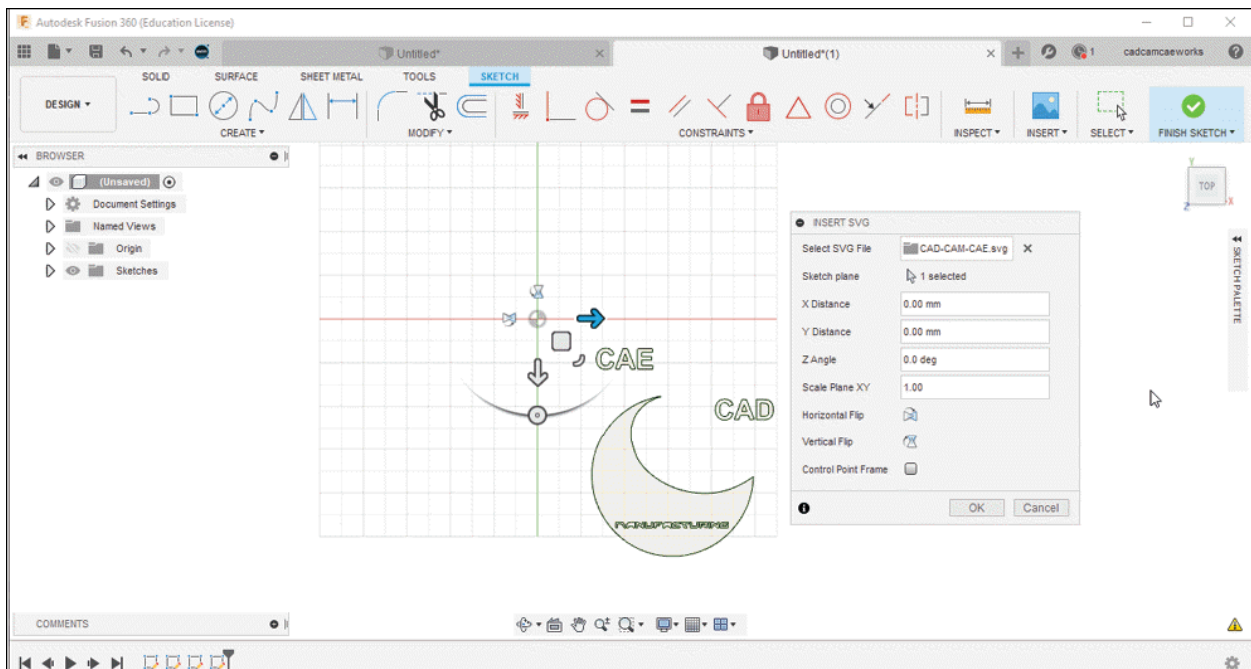 Autodesk Fusion 360 (Education License)
Untitled*
Untitled*(1)
1
cadcamcaeworks
SOLID SURFACE SHEET METAL TOOLS SKETCH
DESIGN
CREATE MODIFY CONSTRAINTS INSPECT INSERT SELECT FINISH SKETCH
BROWSER
(Unsaved)
Document Settings
Named Views
Origin
Sketches
CAE
CAD
MANUFACTURING
TOP
Y
X
Z
INSERT SVG
Select SVG File CAD-CAM-CAE.svg
Sketch plane 1 selected
X Distance 0.00 mm
Y Distance 0.00 mm
Z Angle 0.0 deg
Scale Plane XY 1.00
Horizontal Flip
Vertical Flip
Control Point Frame
OK Cancel
SKETCH PALETTE
COMMENTS